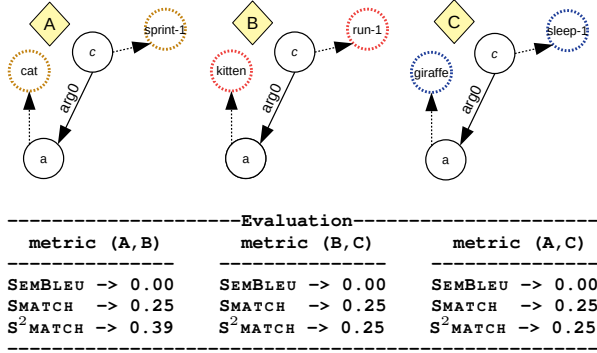 A B C
c sprint-1 c run-1 c sleep-1
cat kitten giraffe
arg0 arg0 arg0
a a a
-----------------------Evaluation------------------------
metric (A,B) metric (B,C) metric (A,C)
SEMBLEU -> 0.00 SEMBLEU -> 0.00 SEMBLEU -> 0.00
SMATCH -> 0.25 SMATCH -> 0.25 SMATCH -> 0.25
S²MATCH -> 0.39 S²MATCH -> 0.25 S²MATCH -> 0.25